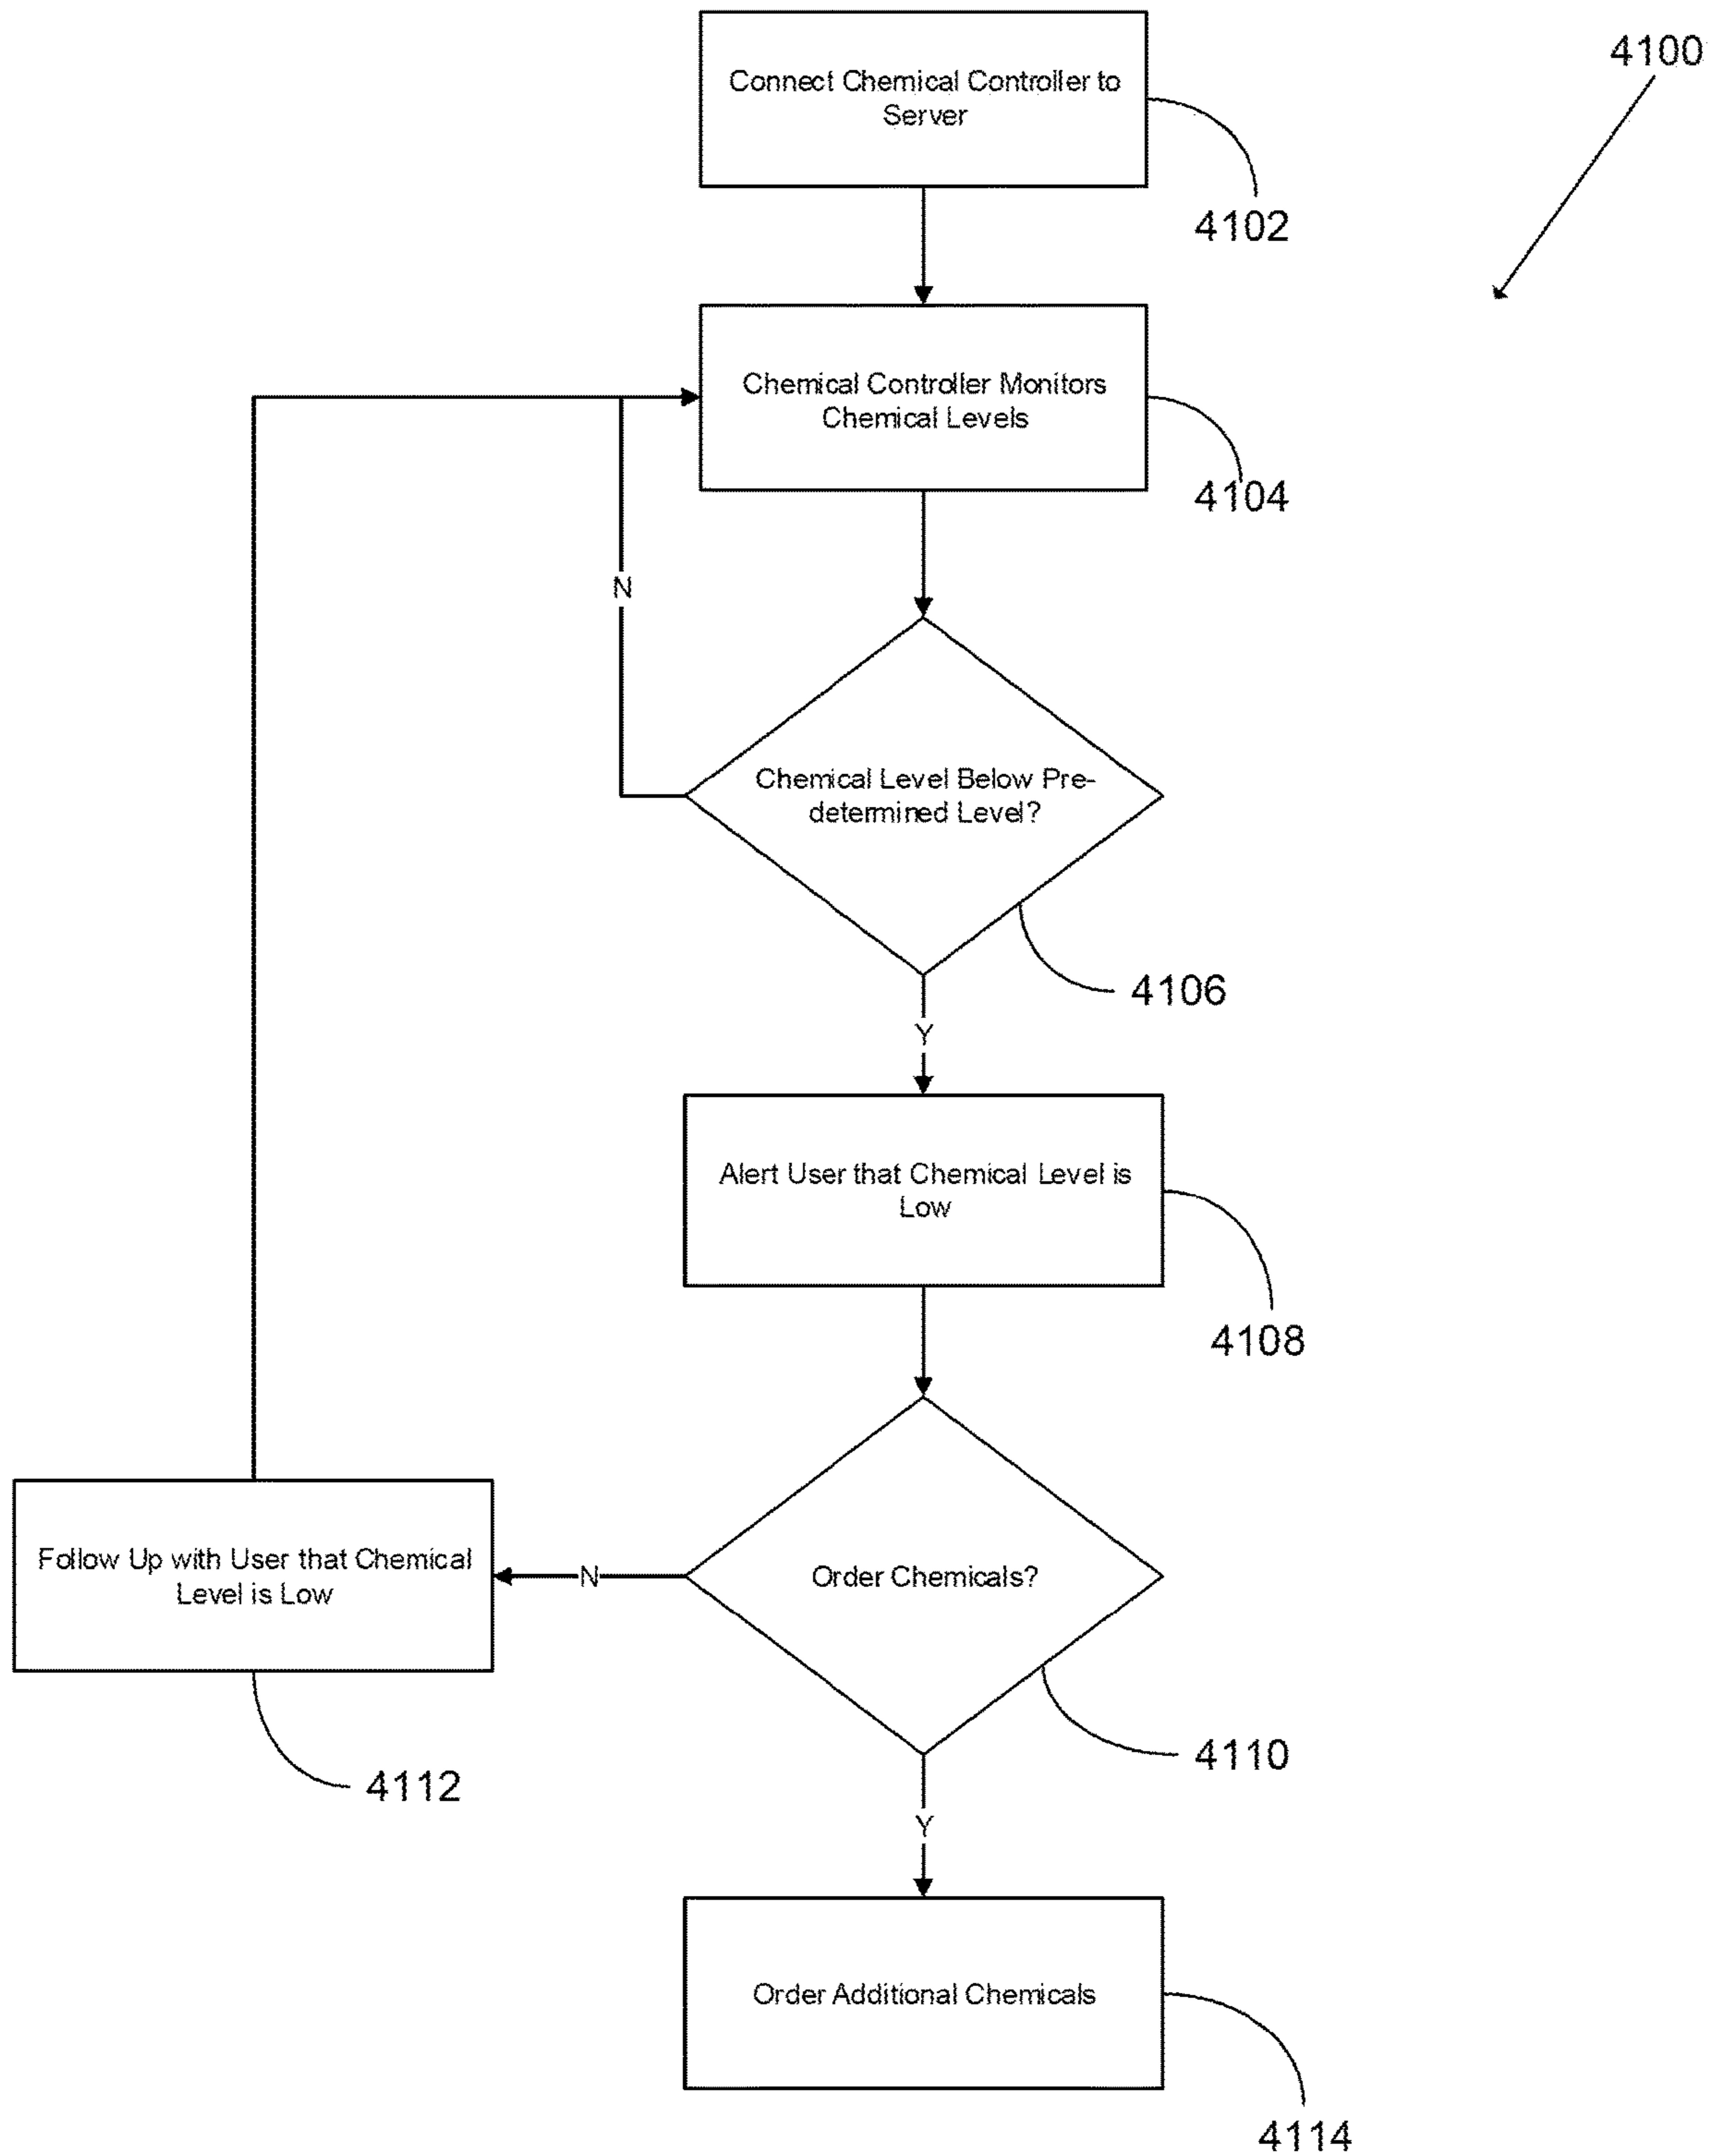 4100
Connect Chemical Controller to
Server
4102
Chemical Controller Monitors
Chemical Levels
4104
N
Chemical Level Below Pre-
determined Level?
4106
Y
Alert User that Chemical Level is
Low
4108
Follow Up with User that Chemical
Level is Low
N
Order Chemicals?
4110
4112
Y
Order Additional Chemicals
4114